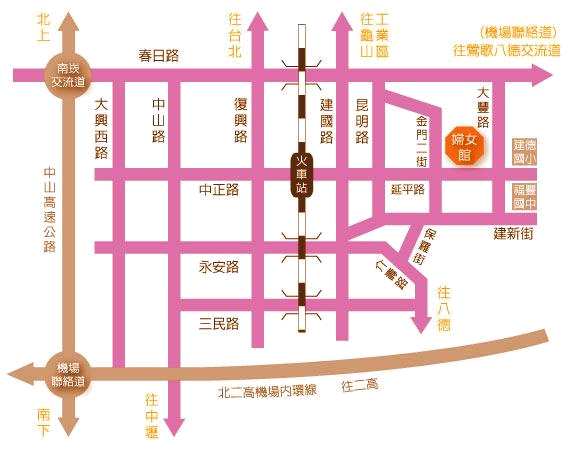 北上
往台北
往龜山
工業區
(機場聯絡道)
往鶯歌八德交流道
南崁
交流道
春日路
大興西路
中山路
復興路
建國路
昆明路
金門二街
大豐路
婦女
館
建德
國小
火車站
中山高速公路
中正路
延平路
福豐
國中
建新街
保羅街
永安路
仁愛路
往八德
三民路
機場
聯絡道
南下
往中壢
北二高機場內環線
往二高